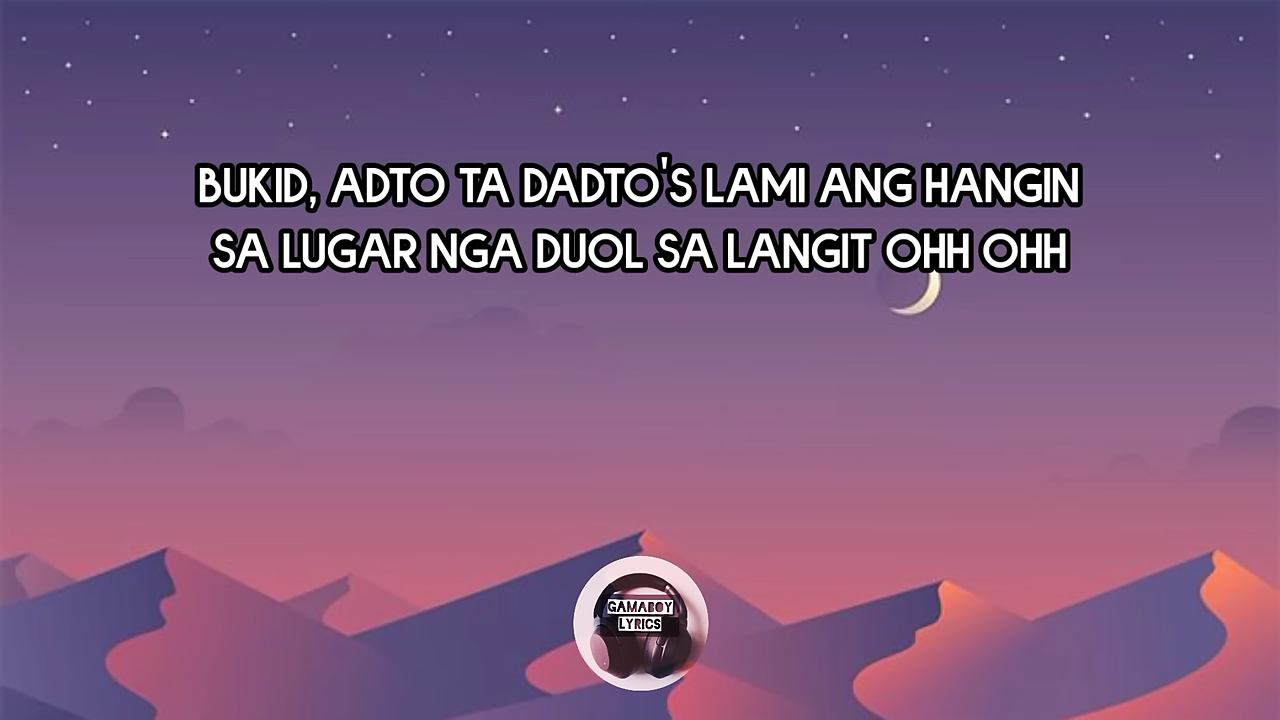 BUKID, ADTO TA DADTO'S LAMI ANG HANGIN
SA LUGAR NGA DUOL SA LANGIT OHH OHH
GAMABOY
LYRICS